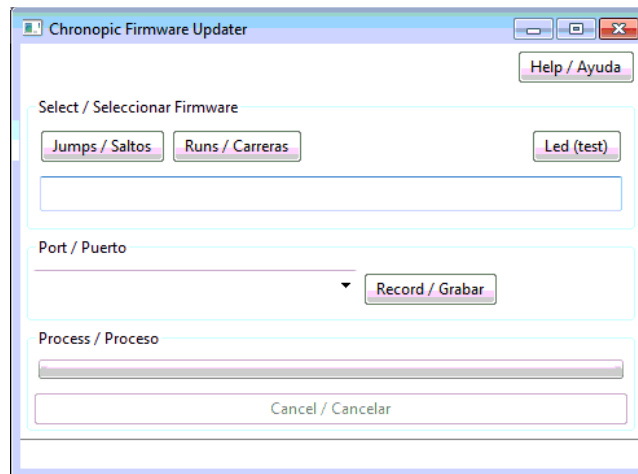 Chronopic Firmware Updater
Help / Ayuda
Select / Seleccionar Firmware
Jumps / Saltos Runs / Carreras Led (test)
Port / Puerto
Record / Grabar
Process / Proceso
Cancel / Cancelar